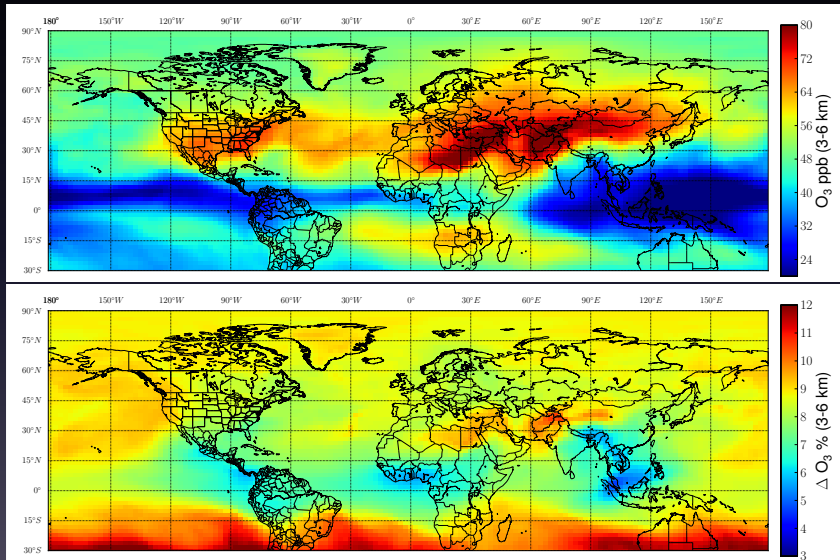 180° 150°W 120°W 90°W 60°W 30°W 0° 30°E 60°E 90°E 120°E 150°E
90°N
75°N
60°N
45°N
30°N
15°N
0°
15°S
30°S
80
72
64
56
48
40
32
24
O₃ ppb (3-6 km)
180° 150°W 120°W 90°W 60°W 30°W 0° 30°E 60°E 90°E 120°E 150°E
90°N
75°N
60°N
45°N
30°N
15°N
0°
15°S
30°S
12
11
10
9
8
7
6
5
4
3
△ O₃ % (3-6 km)